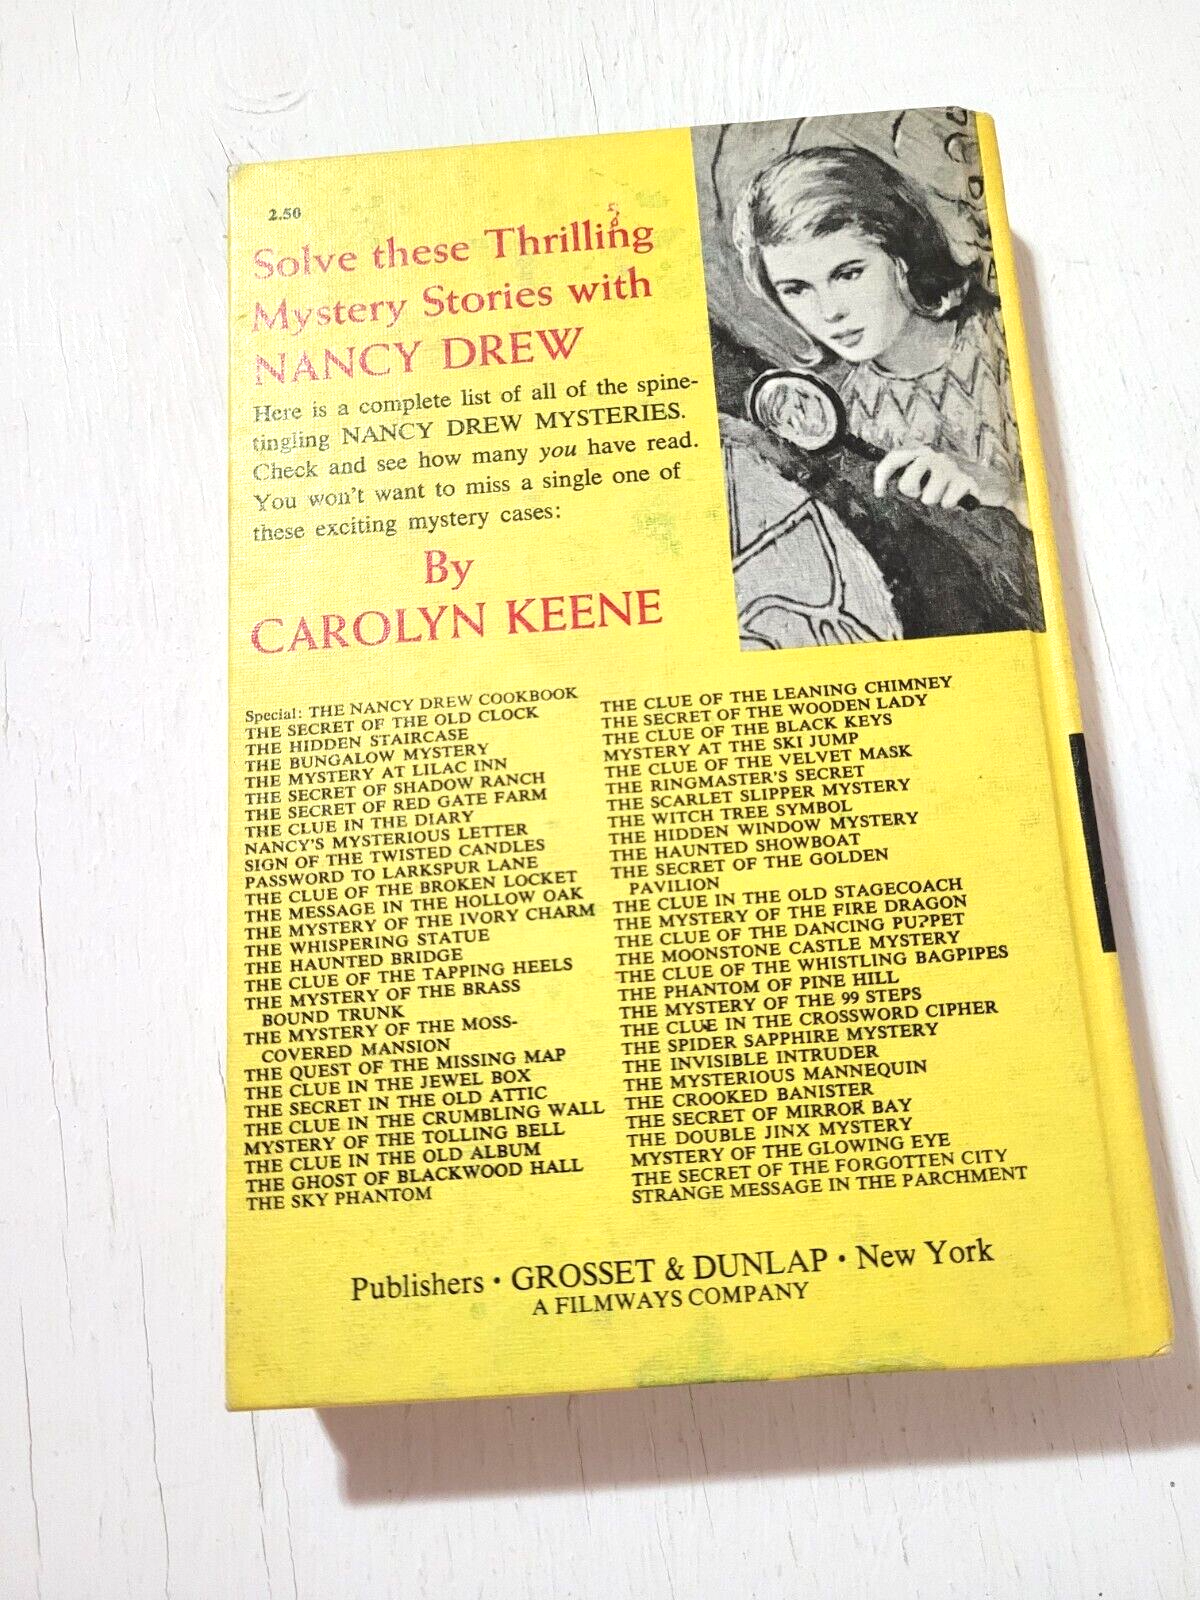 2.50
Solve these Thrilling
Mystery Stories with
NANCY DREW
Here is a complete list of all of the spine-
tingling NANCY DREW MYSTERIES.
Check and see how many you have read.
You won't want to miss a single one of
these exciting mystery cases:
By
CAROLYN KEENE
Special: THE NANCY DREW COOKBOOK
THE SECRET OF THE OLD CLOCK
THE HIDDEN STAIRCASE
THE BUNGALOW MYSTERY
THE MYSTERY AT LILAC INN
THE SECRET OF SHADOW RANCH
THE SECRET OF RED GATE FARM
THE CLUE IN THE DIARY
NANCY'S MYSTERIOUS LETTER
SIGN OF THE TWISTED CANDLES
PASSWORD TO LARKSPUR LANE
THE CLUE OF THE BROKEN LOCKET
THE MESSAGE IN THE HOLLOW OAK
THE MYSTERY OF THE IVORY CHARM
THE WHISPERING STATUE
THE HAUNTED BRIDGE
THE CLUE OF THE TAPPING HEELS
THE MYSTERY OF THE BRASS
BOUND TRUNK
THE MYSTERY OF THE MOSS-
COVERED MANSION
THE QUEST OF THE MISSING MAP
THE CLUE IN THE JEWEL BOX
THE SECRET IN THE OLD ATTIC
THE CLUE IN THE CRUMBLING WALL
MYSTERY OF THE TOLLING BELL
THE CLUE IN THE OLD ALBUM
THE GHOST OF BLACKWOOD HALL
THE SKY PHANTOM
THE CLUE OF THE LEANING CHIMNEY
THE SECRET OF THE WOODEN LADY
THE CLUE OF THE BLACK KEYS
MYSTERY AT THE SKI JUMP
THE CLUE OF THE VELVET MASK
THE RINGMASTER'S SECRET
THE SCARLET SLIPPER MYSTERY
THE WITCH TREE SYMBOL
THE HIDDEN WINDOW MYSTERY
THE HAUNTED SHOWBOAT
THE SECRET OF THE GOLDEN
PAVILION
THE CLUE IN THE OLD STAGECOACH
THE MYSTERY OF THE FIRE DRAGON
THE CLUE OF THE DANCING PUPPET
THE MOONSTONE CASTLE MYSTERY
THE CLUE OF THE WHISTLING BAGPIPES
THE PHANTOM OF PINE HILL
THE MYSTERY OF THE 99 STEPS
THE CLUE IN THE CROSSWORD CIPHER
THE SPIDER SAPPHIRE MYSTERY
THE INVISIBLE INTRUDER
THE MYSTERIOUS MANNEQUIN
THE CROOKED BANISTER
THE SECRET OF MIRROR BAY
THE DOUBLE JINX MYSTERY
MYSTERY OF THE GLOWING EYE
THE SECRET OF THE FORGOTTEN CITY
STRANGE MESSAGE IN THE PARCHMENT
Publishers • GROSSET & DUNLAP • New York
A FILMWAYS COMPANY